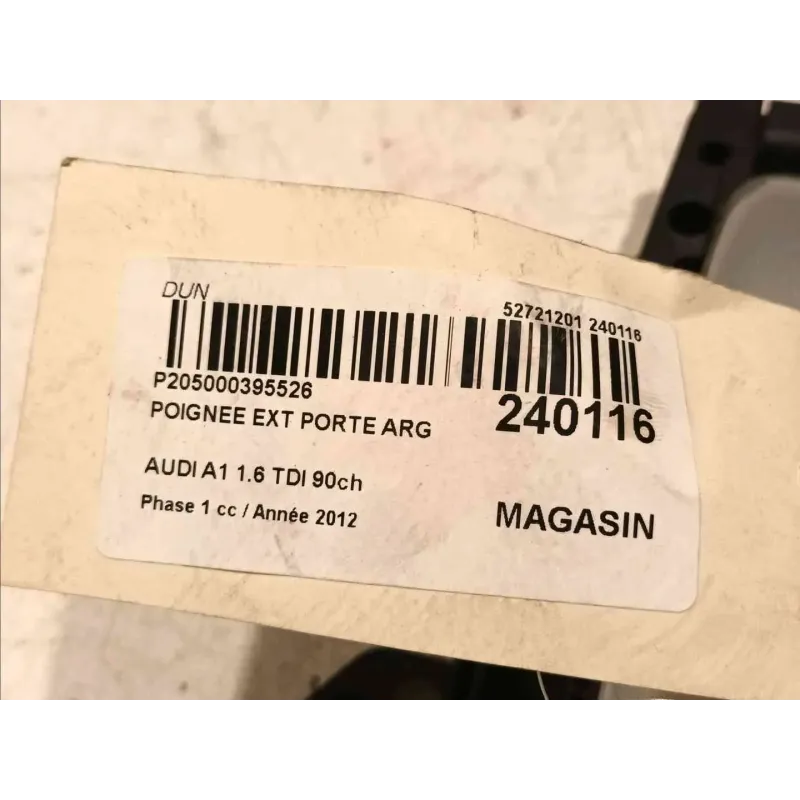 DUN
52721201 240116
P205000395526
240116
POIGNEE EXT PORTE ARG
AUDI A1 1.6 TDI 90ch
Phase 1 cc / Année 2012
MAGASIN